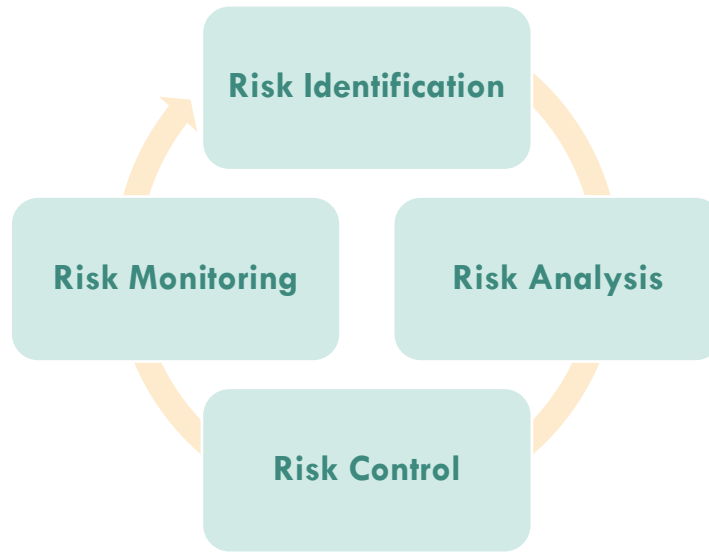 Risk Identification
Risk Monitoring
Risk Analysis
Risk Control